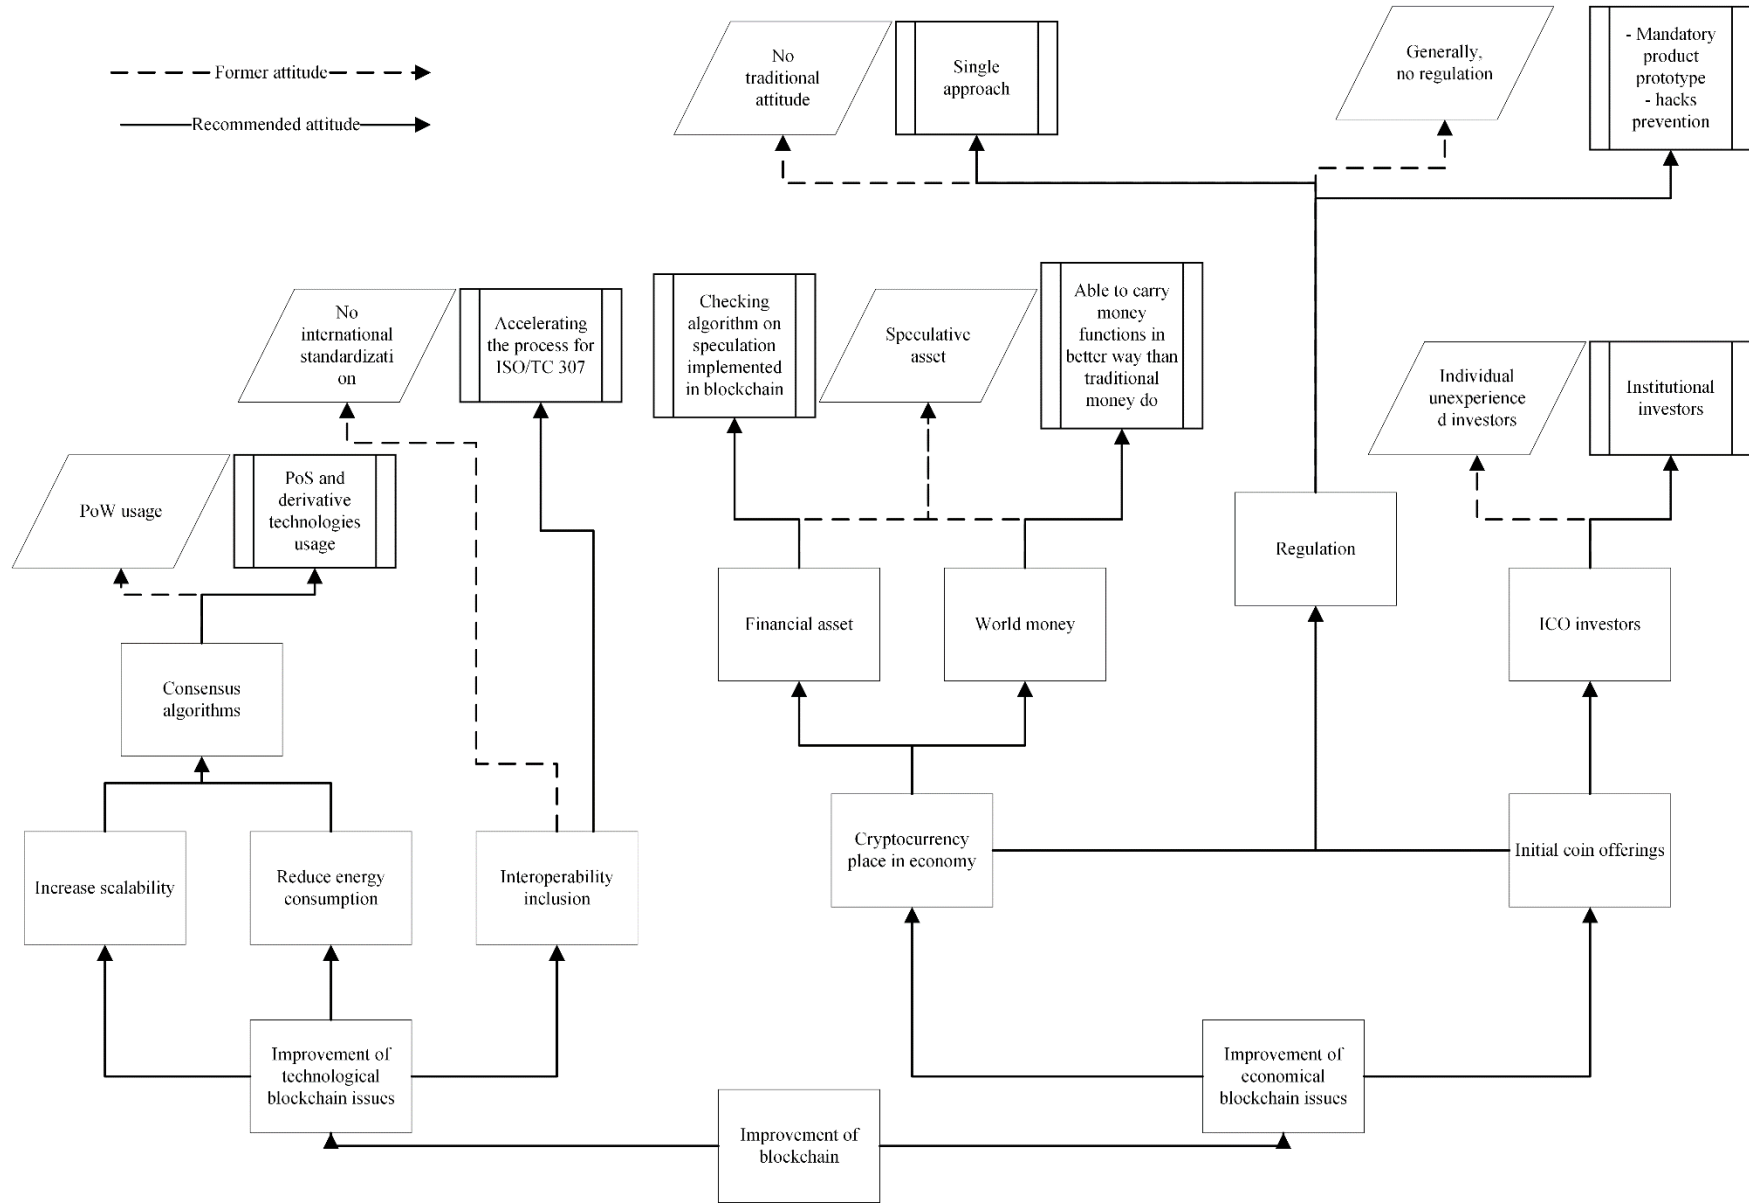 Former attitude
Recommended attitude
No
traditional
attitude
Single
approach
Generally,
no regulation
- Mandatory
product
prototype
- hacks
prevention
No
international
standardizati
on
Accelerating
the process for
ISO/TC 307
Checking
algorithm on
speculation
implemented
in blockchain
Speculative
asset
Able to carry
money
functions in
better way than
traditional
money do
Individual
unexperience
d investors
Institutional
investors
PoW usage
PoS and
derivative
technologies
usage
Regulation
Financial asset
World money
ICO investors
Consensus
algorithms
Increase scalability
Reduce energy
consumption
Interoperability
inclusion
Cryptocurrency
place in economy
Initial coin offerings
Improvement of
technological
blockchain issues
Improvement of
economical
blockchain issues
Improvement of
blockchain